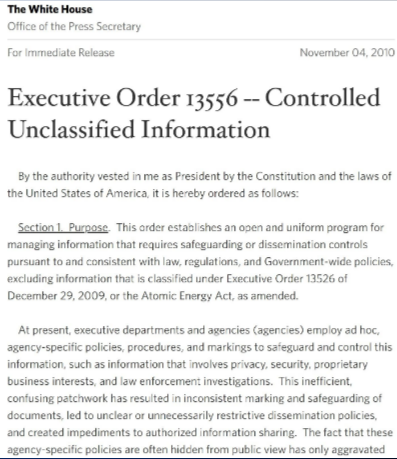 The White House
Office of the Press Secretary
For Immediate Release November 04, 2010
Executive Order 13556 -- Controlled
Unclassified Information
By the authority vested in me as President by the Constitution and the laws of
the United States of America, it is hereby ordered as follows:
Section 1. Purpose. This order establishes an open and uniform program for
managing information that requires safeguarding or dissemination controls
pursuant to and consistent with law, regulations, and Government-wide policies,
excluding information that is classified under Executive Order 13526 of
December 29, 2009, or the Atomic Energy Act, as amended.
At present, executive departments and agencies (agencies) employ ad hoc,
agency-specific policies, procedures, and markings to safeguard and control this
information, such as information that involves privacy, security, proprietary
business interests, and law enforcement investigations. This inefficient,
confusing patchwork has resulted in inconsistent marking and safeguarding of
documents, led to unclear or unnecessarily restrictive dissemination policies,
and created impediments to authorized information sharing. The fact that these
agency-specific policies are often hidden from public view has only aggravated